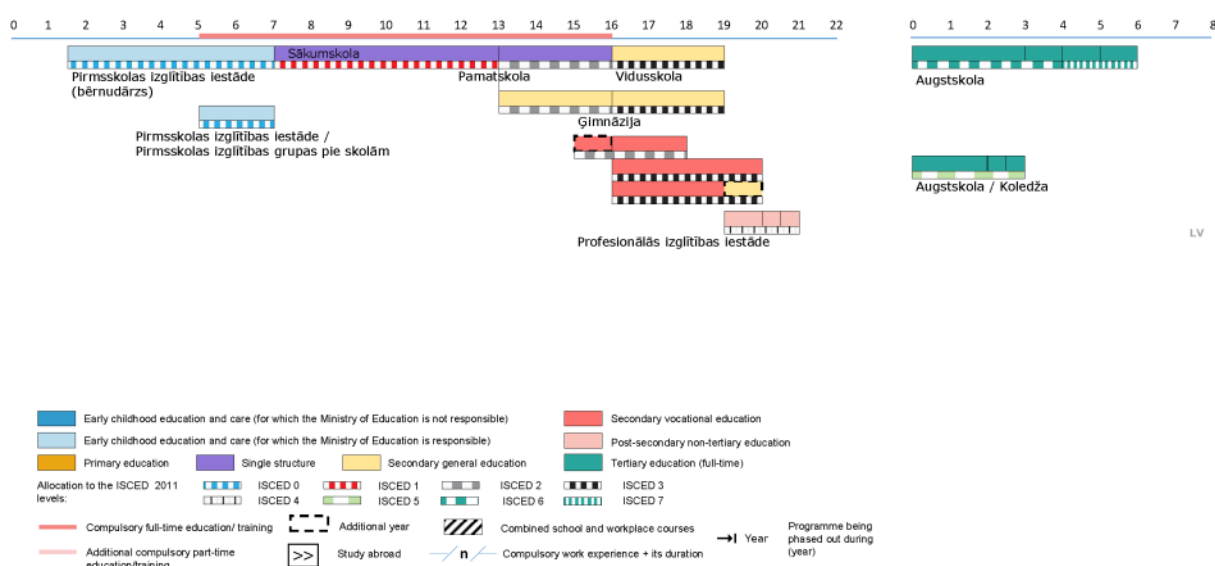 0 1 2 3 4 5 6 7 8 9 10 11 12 13 14 15 16 17 18 19 20 21 22 0 1 2 3 4 5 6 7 8
Sākumskola
Pirmsskolas izglītību iestāde
(bērnudārzs)
Pamatskola
Vidusskola
Augstskola
Ģimnāzija
Pirmsskolas izglītības iestāde /
Pirmsskolas izglītības grupas pie skolām
Augstskola / Koledža
Profesionālās izglītības iestāde
LV
Early childhood education and care (for which the Ministry of Education is not responsible)
Secondary vocational education
Early childhood education and care (for which the Ministry of Education is responsible)
Post-secondary non-tertiary education
Primary education
Single structure
Secondary general education
Tertiary education (full-time)
Allocation to the ISCED 2011
levels:
ISCED 0
ISCED 1
ISCED 2
ISCED 3
ISCED 4
ISCED 5
ISCED 6
ISCED 7
Compulsory full-time education/ training
Additional year
Combined school and workplace courses
Year
Programme being
phased out during
(year)
Additional compulsory part-time
education/training
>>
Study abroad
n
Compulsory work experience + its duration